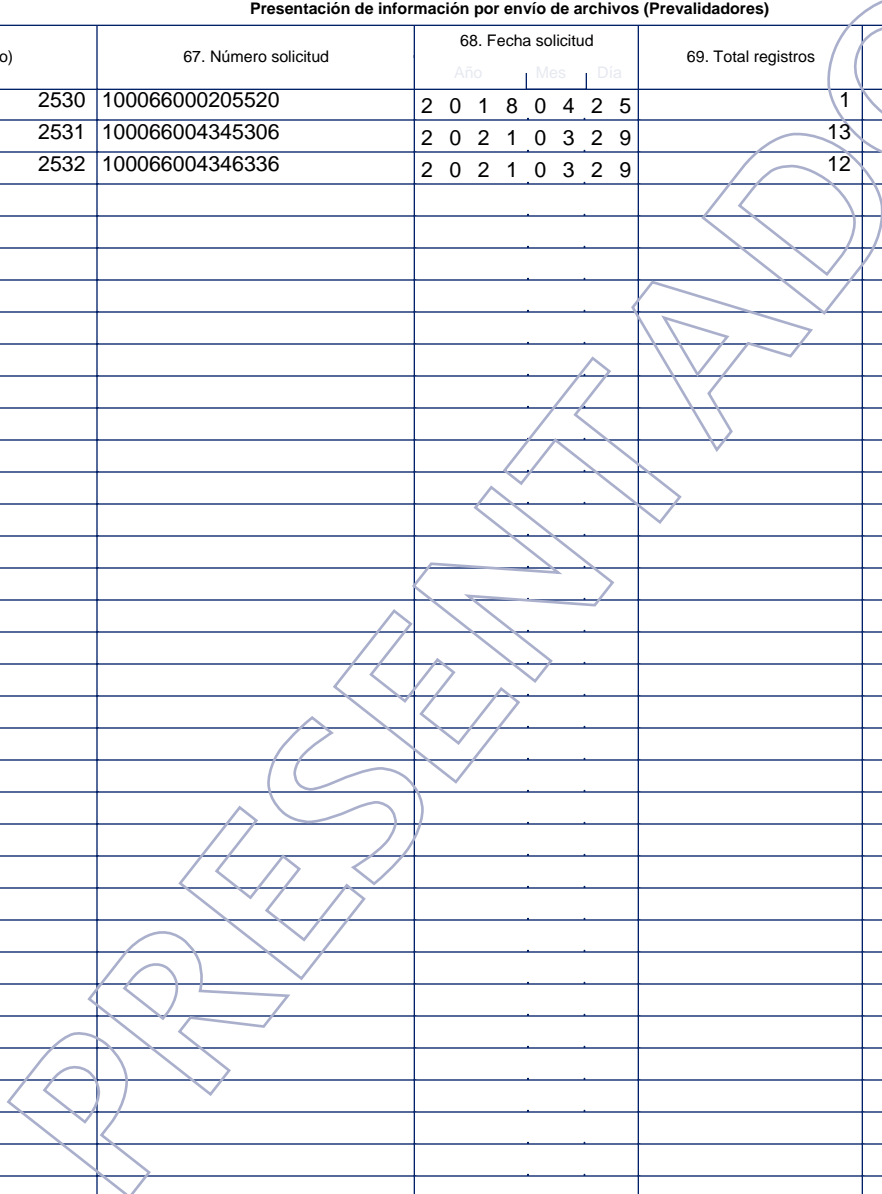 Presentación de información por envío de archivos (Prevalidadores)
o) 67. Número solicitud 68. Fecha solicitud 69. Total registros
Año Mes Día
2530 100066000205520 2 0 1 8 0 4 2 5 1
2531 100066004345306 2 0 2 1 0 3 2 9 13
2532 100066004346336 2 0 2 1 0 3 2 9 12
PRESENTADO